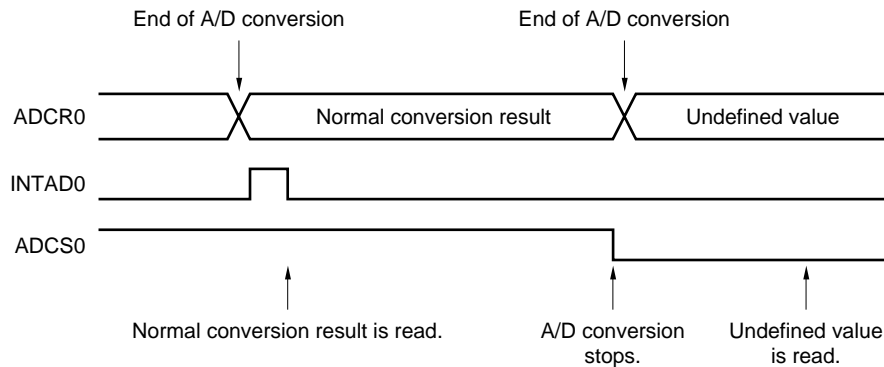 End of A/D conversion
End of A/D conversion
ADCR0
Normal conversion result
Undefined value
INTAD0
ADCS0
Normal conversion result is read.
A/D conversion
stops.
Undefined value
is read.